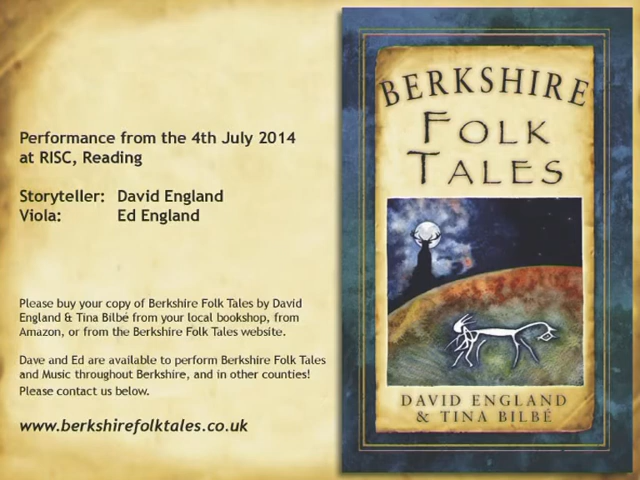 Performance from the 4th July 2014
at RISC, Reading
Storyteller: David England
Viola: Ed England
Please buy your copy of Berkshire Folk Tales by David
England & Tina Bilbé from your local bookshop, from
Amazon, or from the Berkshire Folk Tales website.
Dave and Ed are available to perform Berkshire Folk Tales
and Music throughout Berkshire, and in other counties!
Please contact us below.
www.berkshirefolktales.co.uk
BERKSHIRE
FOLK
TALES
DAVID ENGLAND
& TINA BILBÉ